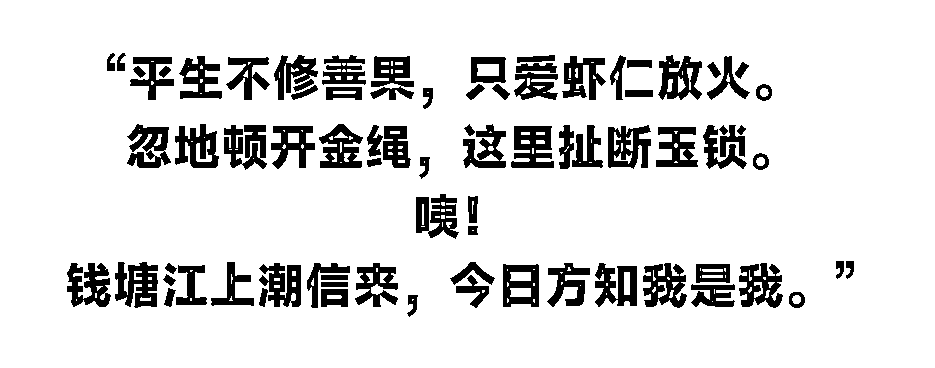 “平生不修善果，只爱虾仁放火。
忽地顿开金绳，这里扯断玉锁。
咦！
钱塘江上潮信来，今日方知我是我。”